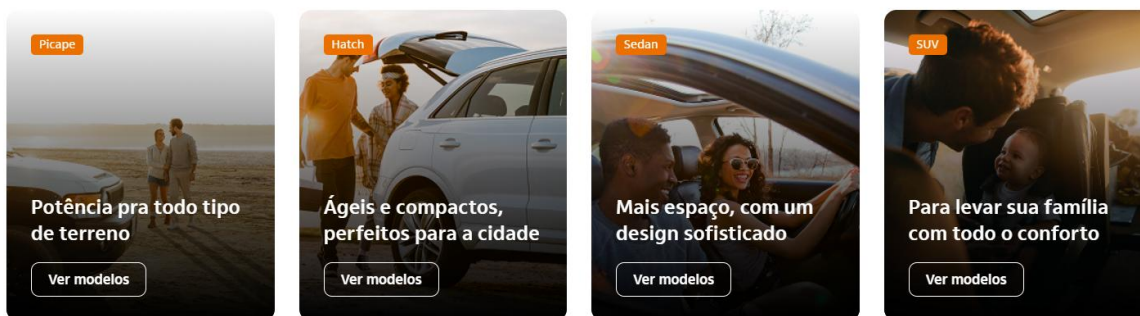 Picape
Potência pra todo tipo
de terreno
Ver modelos
Hatch
Ágeis e compactos,
perfeitos para a cidade
Ver modelos
Sedan
Mais espaço, com um
design sofisticado
Ver modelos
SUV
Para levar sua família
com todo o conforto
Ver modelos